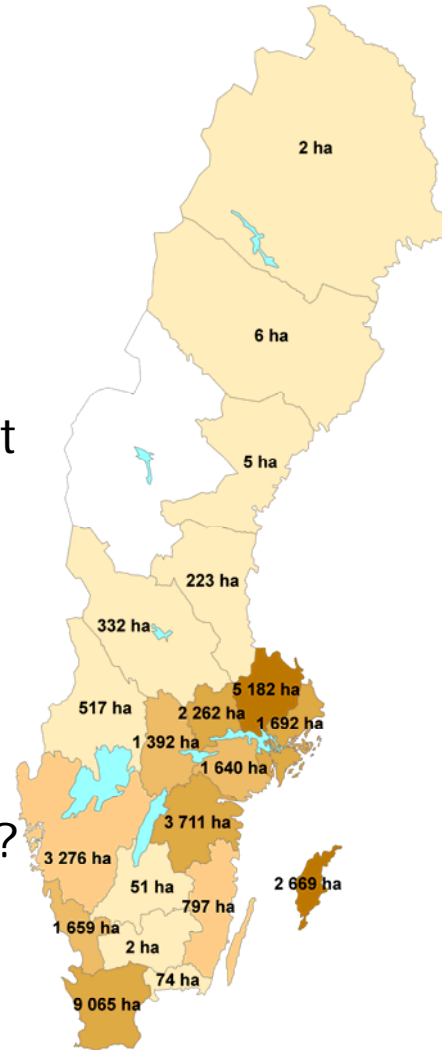 2 ha
6 ha
t
5 ha
223 ha
332 ha
5 182 ha
517 ha
2 262 ha
1 692 ha
1 392 ha
1 640 ha
3 711 ha
?
3 276 ha
51 ha
2 669 ha
797 ha
1 659 ha
2 ha
74 ha
9 065 ha